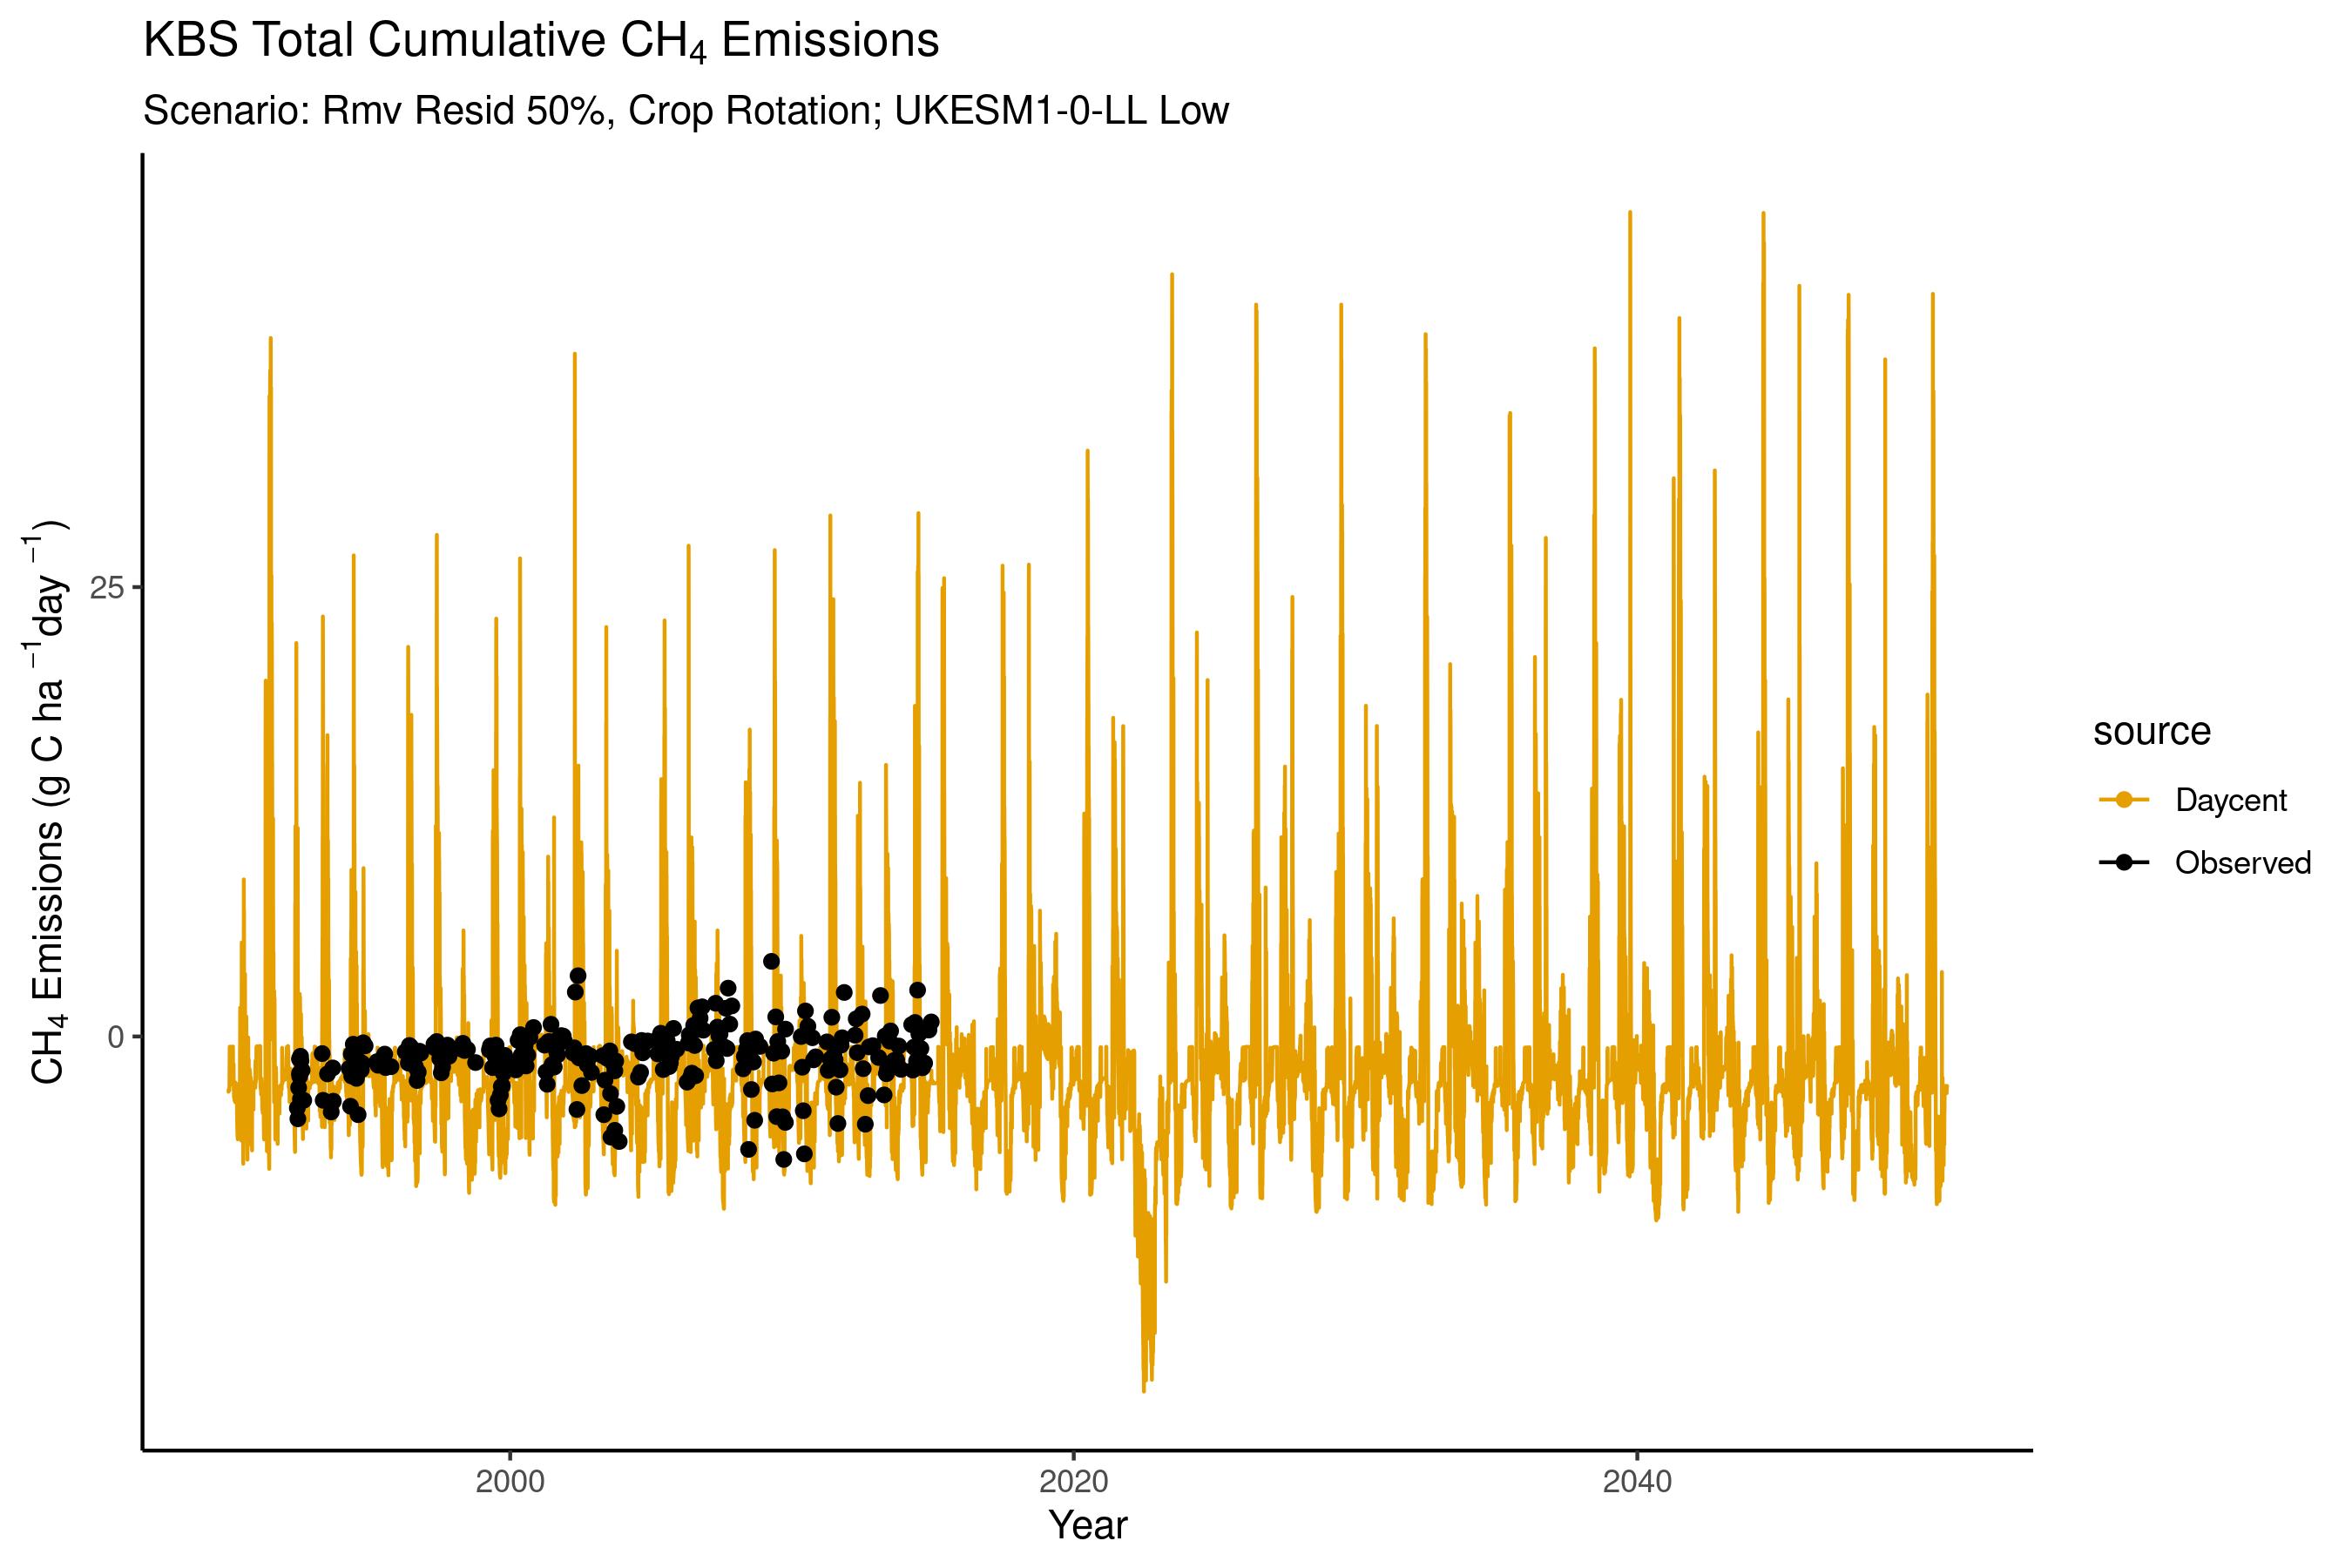 KBS Total Cumulative CH₄ Emissions
Scenario: Rmv Resid 50%, Crop Rotation; UKESM1-0-LL Low
CH₄ Emissions (g C ha ⁻¹day ⁻¹)
25
0
2000 2020 2040
Year
source
Daycent
Observed